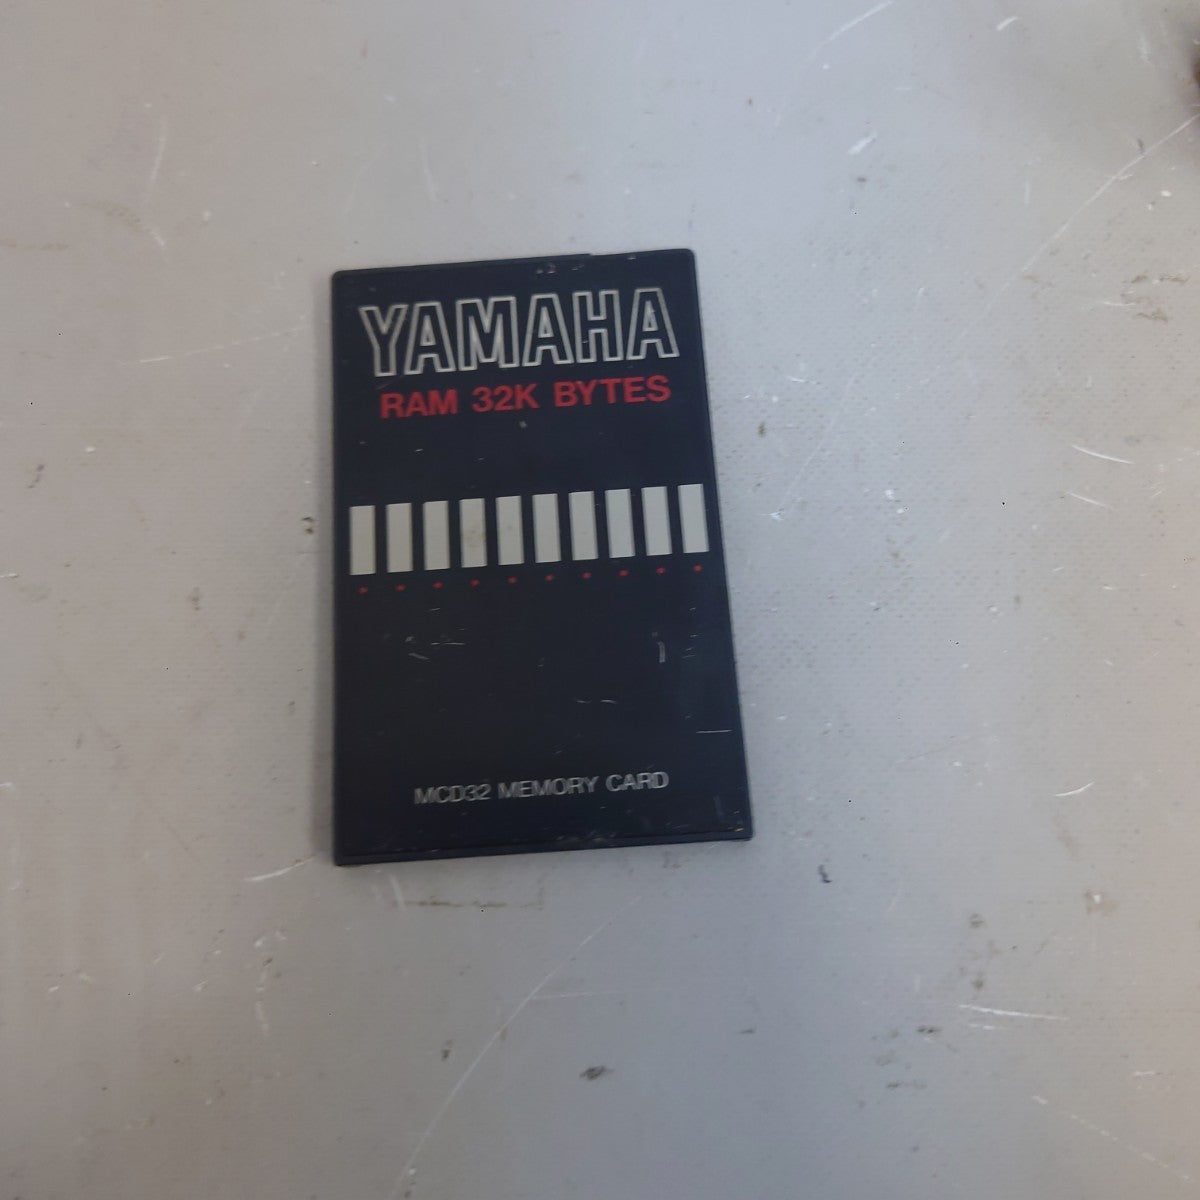 YAMAHA
RAM 32K BYTES
MCD32 MEMORY CARD